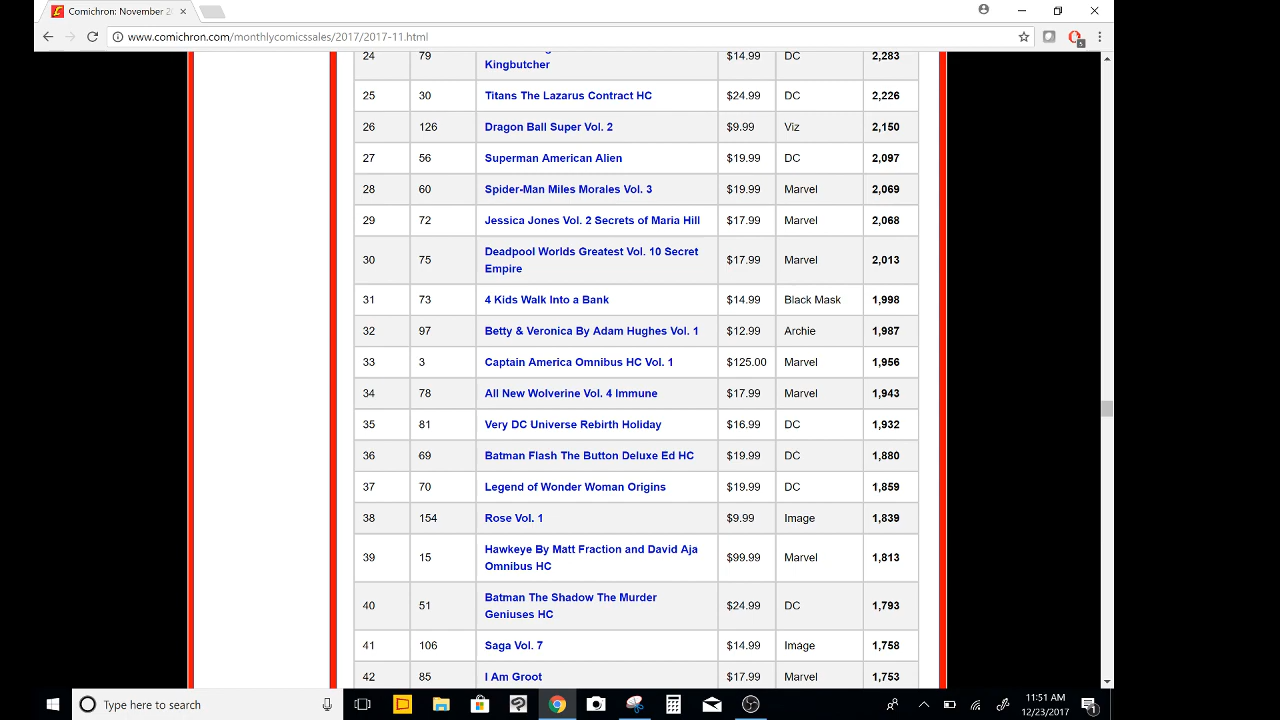 Comichron: November 2
www.comichron.com/monthlycomicssales/2017/2017-11.html
24 79 Kingbutcher $14.99 DC 2,283
25 30 Titans The Lazarus Contract HC $24.99 DC 2,226
26 126 Dragon Ball Super Vol. 2 $9.99 Viz 2,150
27 56 Superman American Alien $19.99 DC 2,097
28 60 Spider-Man Miles Morales Vol. 3 $19.99 Marvel 2,069
29 72 Jessica Jones Vol. 2 Secrets of Maria Hill $17.99 Marvel 2,068
30 75 Deadpool Worlds Greatest Vol. 10 Secret $17.99 Marvel 2,013
Empire
31 73 4 Kids Walk Into a Bank $14.99 Black Mask 1,998
32 97 Betty & Veronica By Adam Hughes Vol. 1 $12.99 Archie 1,987
33 3 Captain America Omnibus HC Vol. 1 $125.00 Marvel 1,956
34 78 All New Wolverine Vol. 4 Immune $17.99 Marvel 1,943
35 81 Very DC Universe Rebirth Holiday $16.99 DC 1,932
36 69 Batman Flash The Button Deluxe Ed HC $19.99 DC 1,880
37 70 Legend of Wonder Woman Origins $19.99 DC 1,859
38 154 Rose Vol. 1 $9.99 Image 1,839
39 15 Hawkeye By Matt Fraction and David Aja $99.99 Marvel 1,813
Omnibus HC
40 51 Batman The Shadow The Murder $24.99 DC 1,793
Geniuses HC
41 106 Saga Vol. 7 $14.99 Image 1,758
42 85 I Am Groot $17.99 Marvel 1,753
Type here to search
11:51 AM
12/23/2017